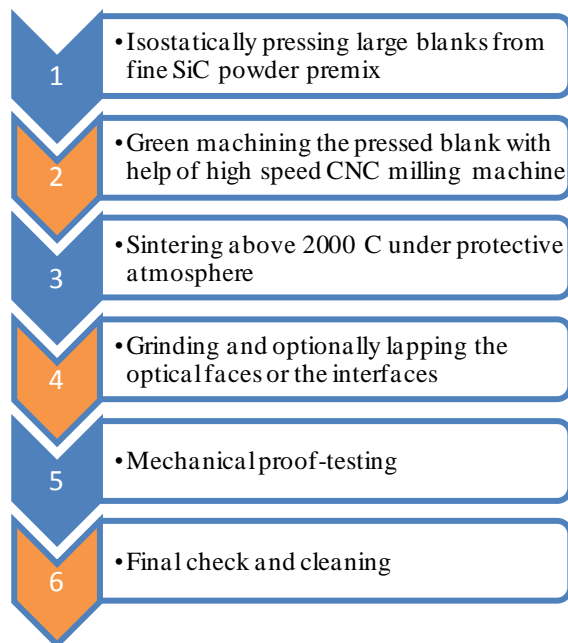 1
•Isostatically pressing large blanks from
fine SiC powder premix
2
•Green machining the pressed blank with
help of high speed CNC milling machine
3
•Sintering above 2000 C under protective
atmosphere
4
•Grinding and optionally lapping the
optical faces or the interfaces
5
•Mechanical proof-testing
6
•Final check and cleaning